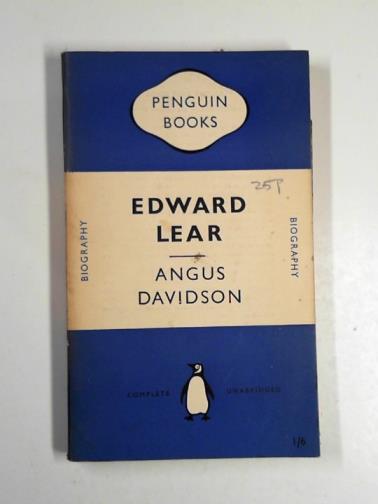 PENGUIN
BOOKS
25P
EDWARD
LEAR
BIOGRAPHY
BIOGRAPHY
ANGUS
DAVIDSON
COMPLETE UNABRIDGED
1/6